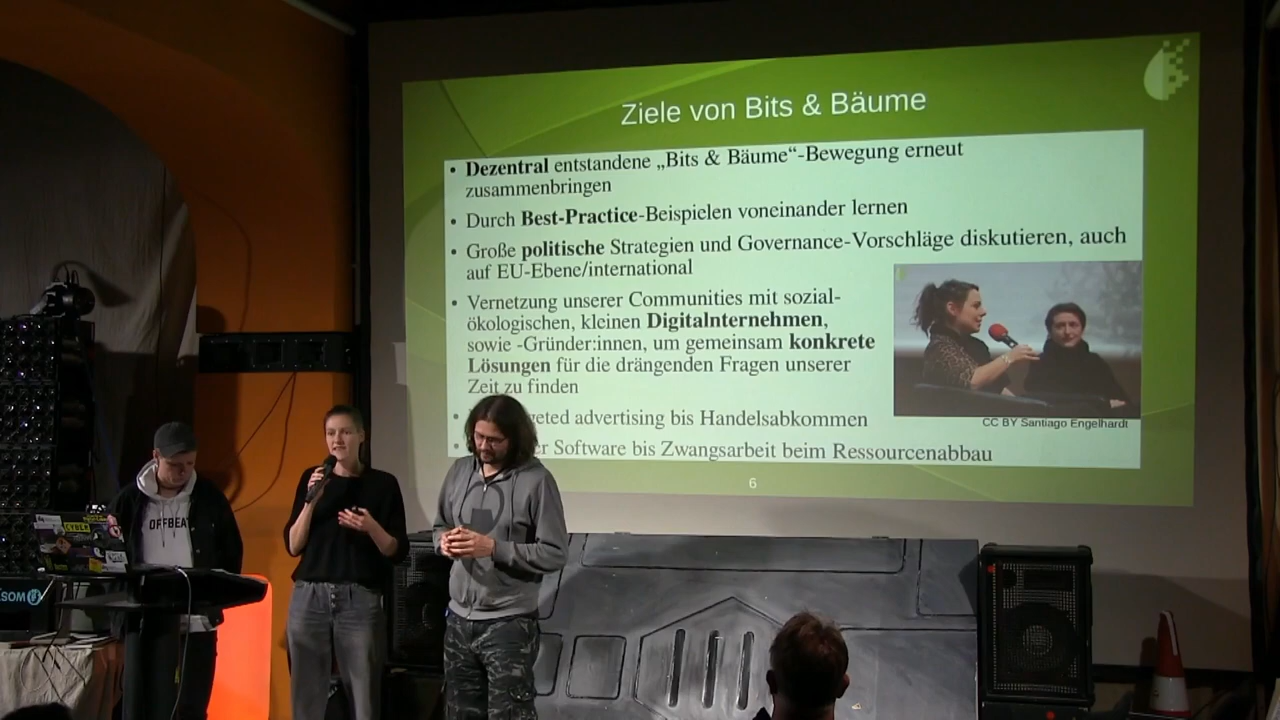 Ziele von Bits & Bäume
• Dezentral entstandene „Bits & Bäume“-Bewegung erneut
zusammenbringen
• Durch Best-Practice-Beispielen voneinander lernen
• Große politische Strategien und Governance-Vorschläge diskutieren, auch
auf EU-Ebene/international
• Vernetzung unserer Communities mit sozial-
ökologischen, kleinen Digitalnternehmen,
sowie -Gründer:innen, um gemeinsam konkrete
Lösungen für die drängenden Fragen unserer
Zeit zu finden
• advertising bis Handelsabkommen
• Software bis Zwangsarbeit beim Ressourcenabbau
CC BY Santiago Engelhardt
6
OFFBEAT
CYBER
SOM